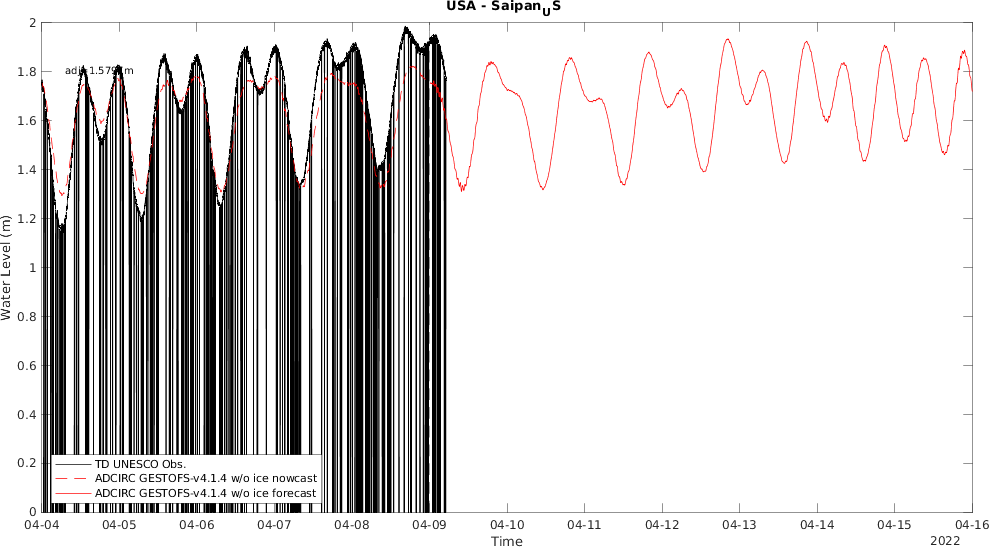 USA - Saipan_US
2
1.8
1.6
1.4
1.2
1
0.8
0.6
0.4
0.2
0
Water Level (m)
TD UNESCO Obs.
ADCIRC GESTOFS-v4.1.4 w/o ice nowcast
ADCIRC GESTOFS-v4.1.4 w/o ice forecast
04-04 04-05 04-06 04-07 04-08 04-09 04-10 04-11 04-12 04-13 04-14 04-15 04-16
Time
2022